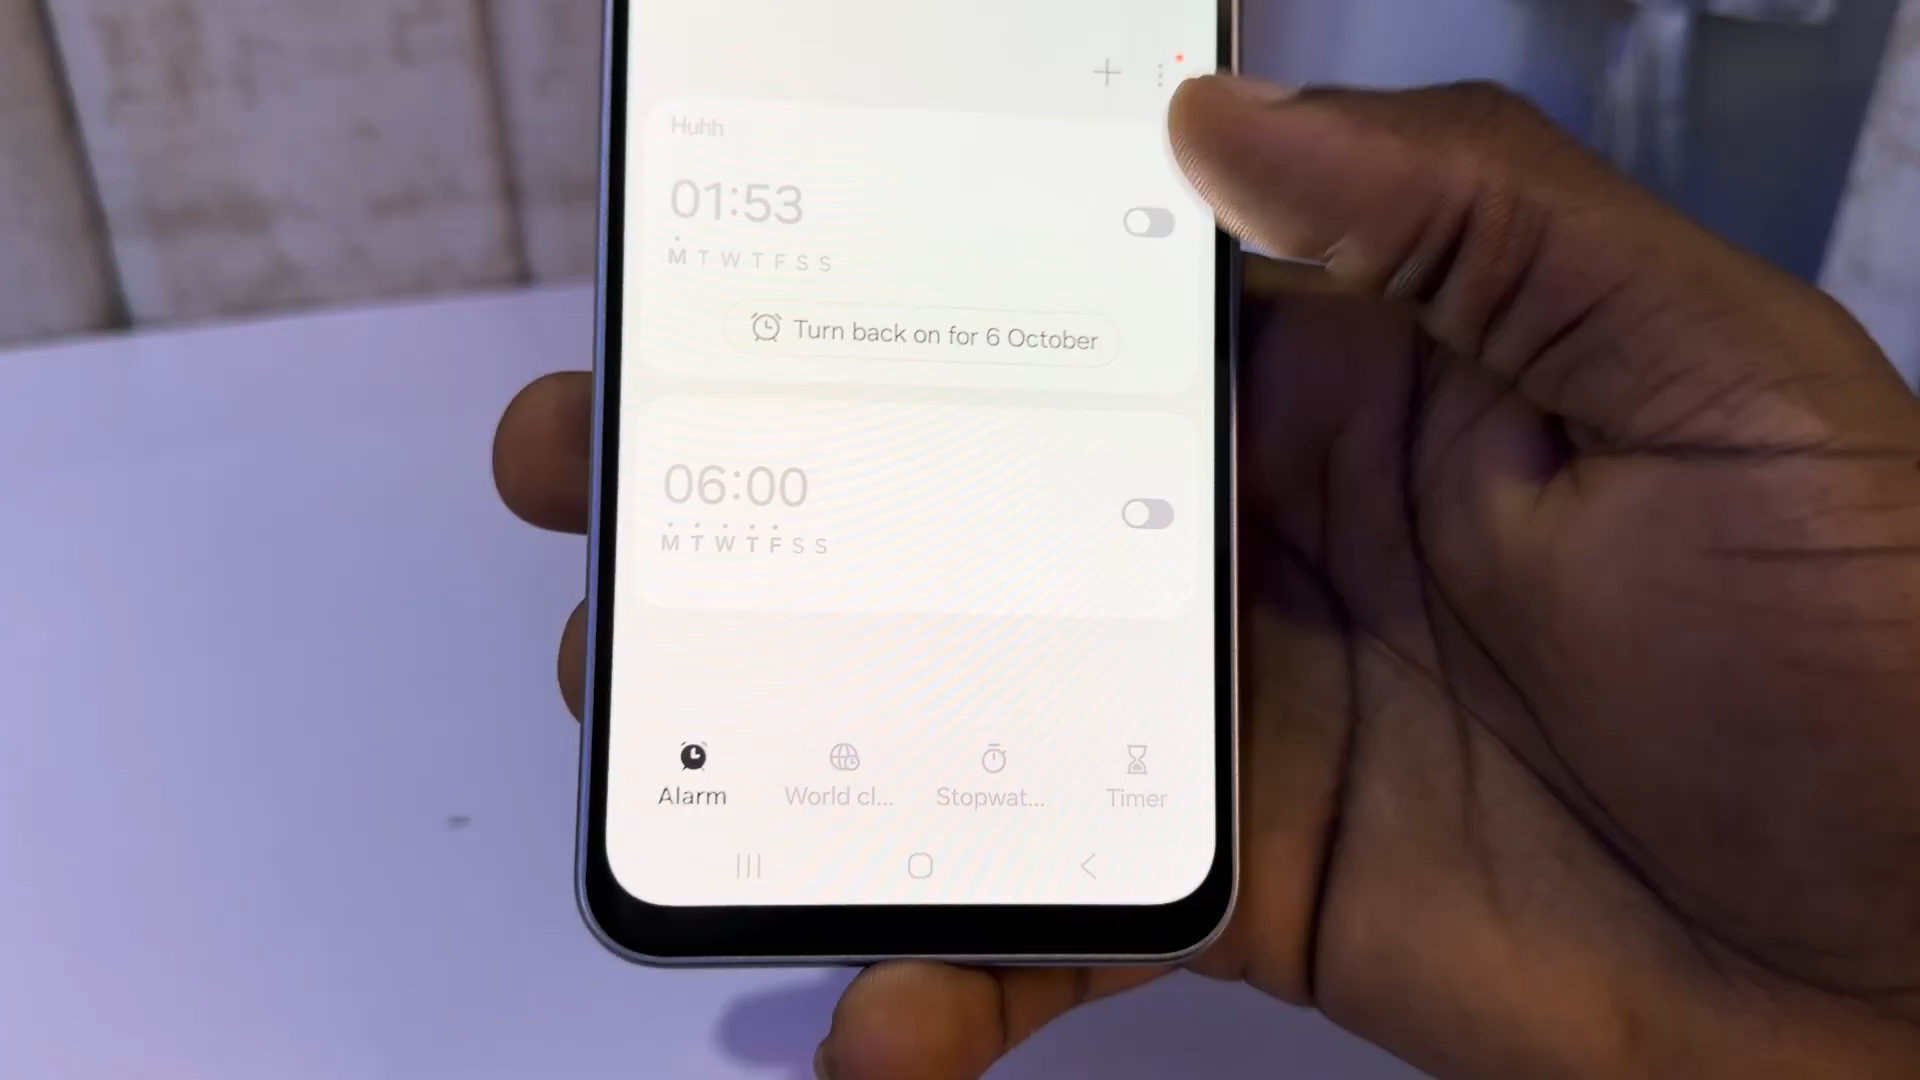 Huhh
01:53
M T W T F S S
Turn back on for 6 October
06:00
M T W T F S S
Alarm World cl... Stopwat... Timer